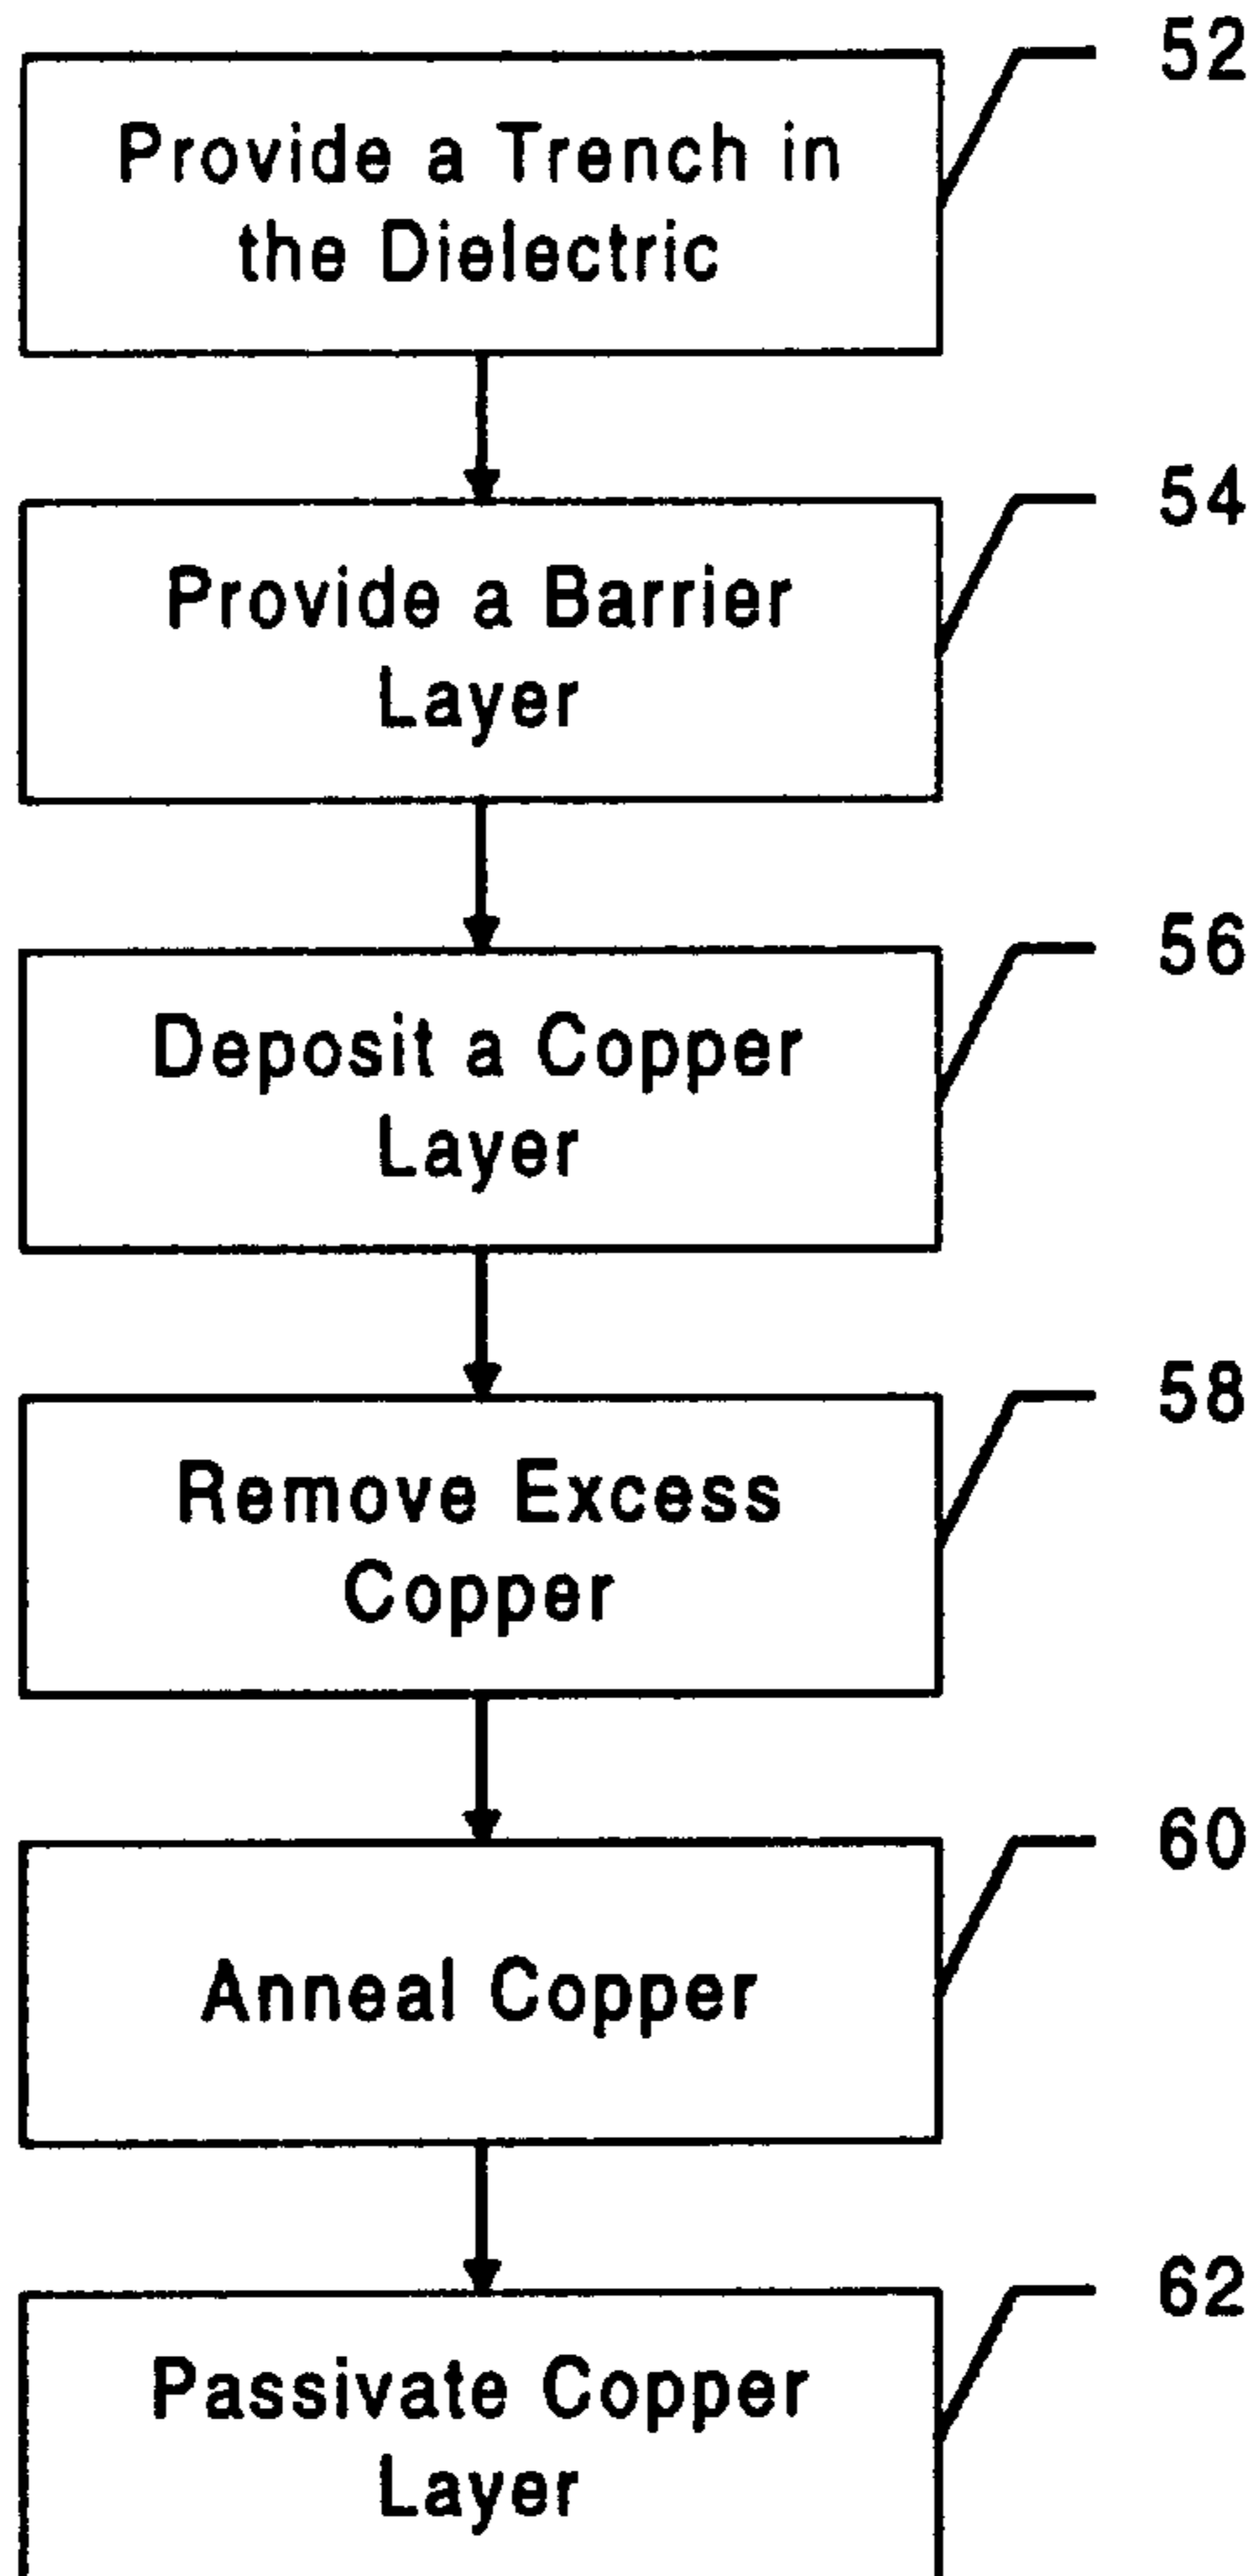 52
Provide a Trench in
the Dielectric
54
Provide a Barrier
Layer
56
Deposit a Copper
Layer
58
Remove Excess
Copper
60
Anneal Copper
62
Passivate Copper
Layer